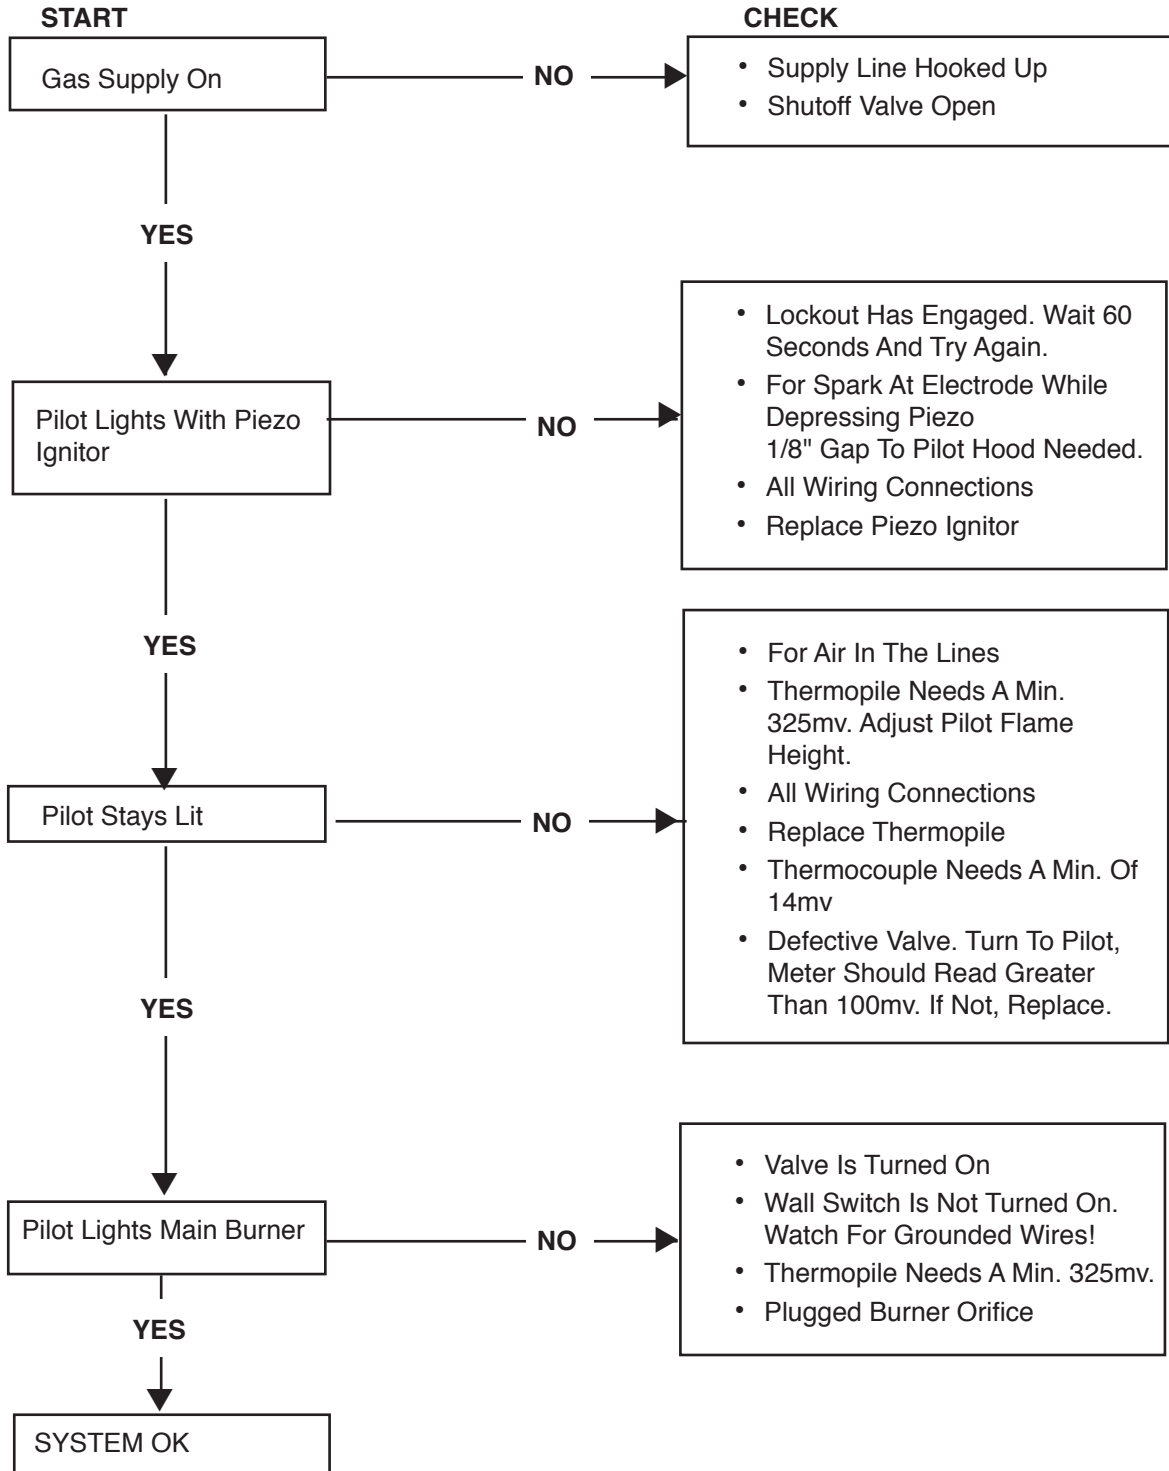 START
CHECK
Gas Supply On
NO
• Supply Line Hooked Up
• Shutoff Valve Open
YES
Pilot Lights With Piezo
Ignitor
NO
• Lockout Has Engaged. Wait 60
Seconds And Try Again.
• For Spark At Electrode While
Depressing Piezo
1/8" Gap To Pilot Hood Needed.
• All Wiring Connections
• Replace Piezo Ignitor
YES
Pilot Stays Lit
NO
• For Air In The Lines
• Thermopile Needs A Min.
325mv. Adjust Pilot Flame
Height.
• All Wiring Connections
• Replace Thermopile
• Thermocouple Needs A Min. Of
14mv
• Defective Valve. Turn To Pilot,
Meter Should Read Greater
Than 100mv. If Not, Replace.
YES
Pilot Lights Main Burner
NO
• Valve Is Turned On
• Wall Switch Is Not Turned On.
Watch For Grounded Wires!
• Thermopile Needs A Min. 325mv.
• Plugged Burner Orifice
YES
SYSTEM OK